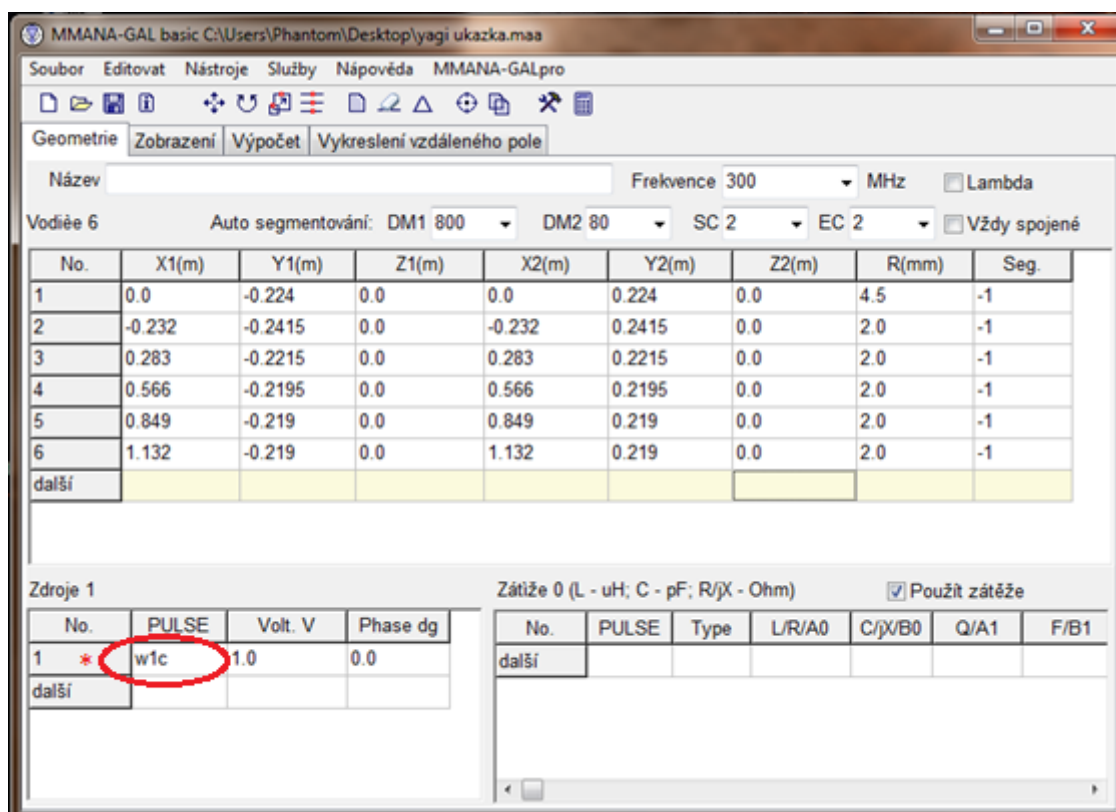 MMANA-GAL basic C:\Users\Phantom\Desktop\yagi ukazka.maa
Soubor Editovat Nástroje Služby Nápověda MMANA-GALpro
Geometrie Zobrazení Výpočet Vykreslení vzdáleného pole
Název Frekvence 300 MHz Lambda
Vodièe 6 Auto segmentování: DM1 800 DM2 80 SC 2 EC 2 Vždy spojené
No. X1(m) Y1(m) Z1(m) X2(m) Y2(m) Z2(m) R(mm) Seg.
1 0.0 -0.224 0.0 0.0 0.224 0.0 4.5 -1
2 -0.232 -0.2415 0.0 -0.232 0.2415 0.0 2.0 -1
3 0.283 -0.2215 0.0 0.283 0.2215 0.0 2.0 -1
4 0.566 -0.2195 0.0 0.566 0.2195 0.0 2.0 -1
5 0.849 -0.219 0.0 0.849 0.219 0.0 2.0 -1
6 1.132 -0.219 0.0 1.132 0.219 0.0 2.0 -1
další
Zdroje 1
No. PULSE Volt. V Phase dg
1 * w1c 1.0 0.0
další
Zátìže 0 (L - uH; C - pF; R/jX - Ohm) Použít zátěže
No. PULSE Type L/R/A0 C/jX/B0 Q/A1 F/B1
další